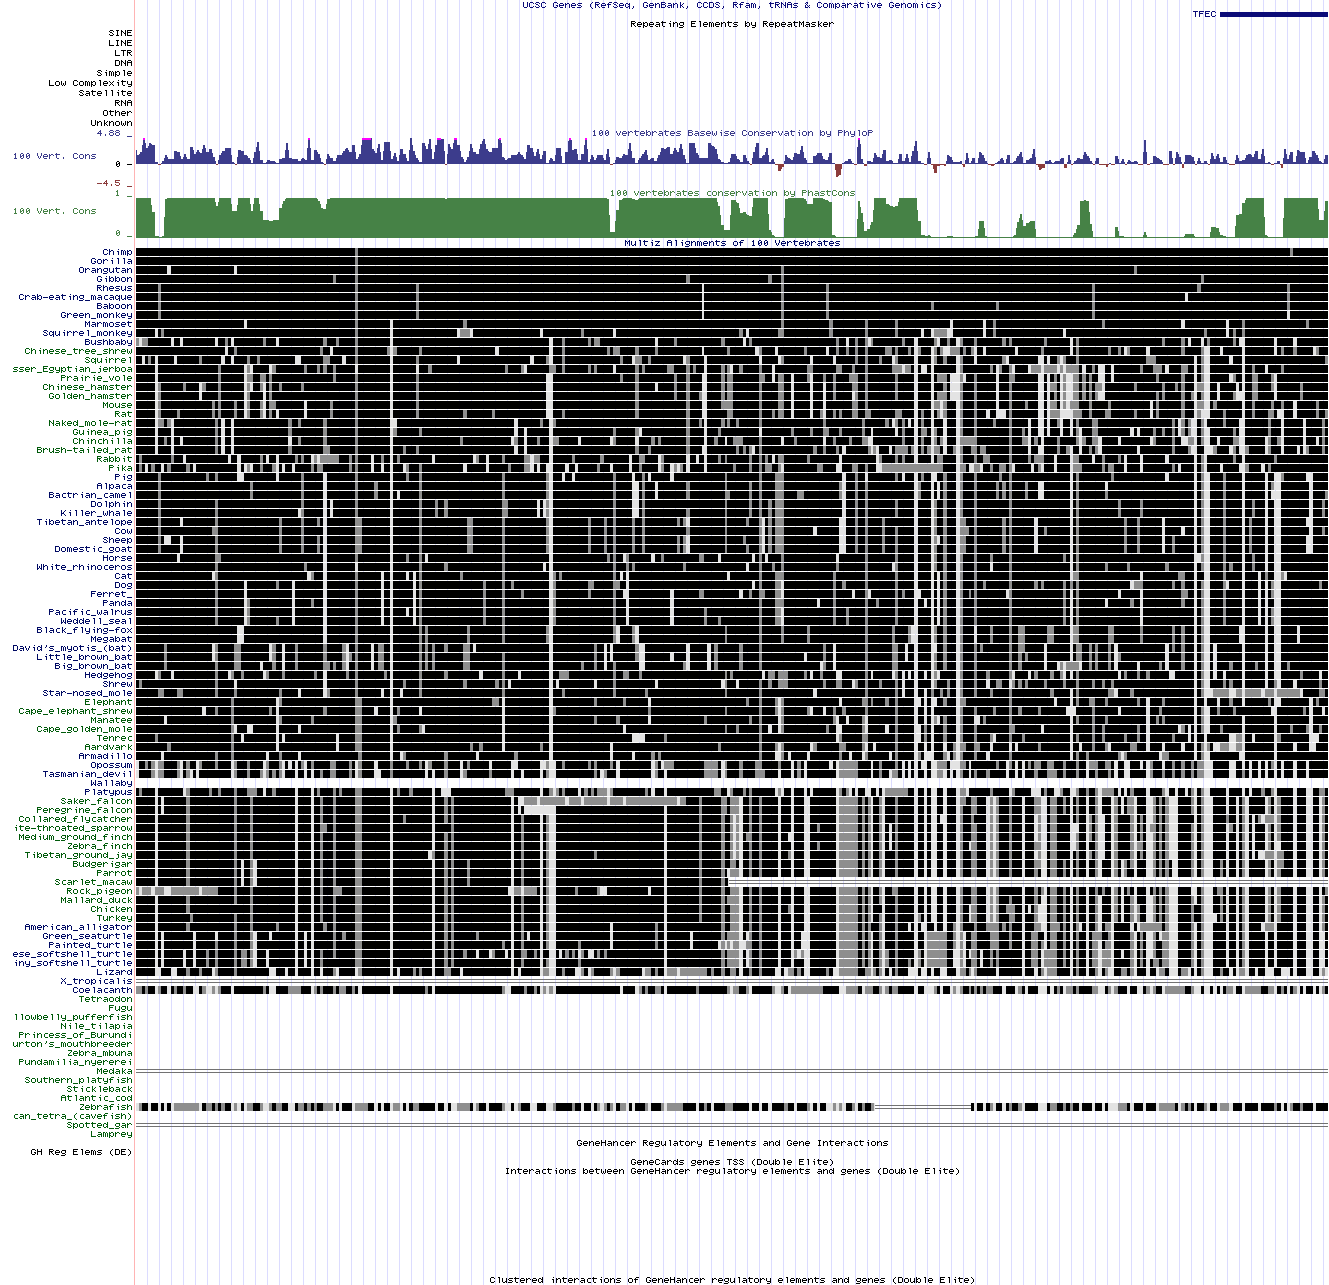 UCSC Genes (RefSeq, GenBank, CCDS, Rfam, tRNAs & Comparative Genomics)
TFEC
Repeating Elements by RepeatMasker
SINE
LINE
LTR
DNA
Simple
Low Complexity
Satellite
RNA
Other
Unknown
100 vertebrates Basewise Conservation by PhyloP
4.88 _
100 Vert. Cons
0 _
-4.5 _
100 vertebrates conservation by PhastCons
1 _
100 Vert. Cons
0 _
Multiz Alignments of 100 Vertebrates
Chimp
Gorilla
Orangutan
Gibbon
Rhesus
Crab-eating_macaque
Baboon
Green_monkey
Marmoset
Squirrel_monkey
Bushbaby
Chinese_tree_shrew
Squirrel
sser_Egyptian_jerboa
Prairie_vole
Chinese_hamster
Golden_hamster
Mouse
Rat
Naked_mole-rat
Guinea_pig
Chinchilla
Brush-tailed_rat
Rabbit
Pika
Pig
Alpaca
Bactrian_camel
Dolphin
Killer_whale
Tibetan_antelope
Cow
Sheep
Domestic_goat
Horse
White_rhinoceros
Cat
Dog
Ferret_
Panda
Pacific_walrus
Weddell_seal
Black_flying-fox
Megabat
David's_myotis_(bat)
Little_brown_bat
Big_brown_bat
Hedgehog
Shrew
Star-nosed_mole
Elephant
Cape_elephant_shrew
Manatee
Cape_golden_mole
Tenrec
Aardvark
Armadillo
Opossum
Tasmanian_devil
Wallaby
Platypus
Saker_falcon
Peregrine_falcon
Collared_flycatcher
ite-throated_sparrow
Medium_ground_finch
Zebra_finch
Tibetan_ground_jay
Budgerigar
Parrot
Scarlet_macaw
Rock_pigeon
Mallard_duck
Chicken
Turkey
American_alligator
Green_seaturtle
Painted_turtle
ese_softshell_turtle
iny_softshell_turtle
Lizard
X_tropicalis
Coelacanth
Tetraodon
Fugu
llowbelly_pufferfish
Nile_tilapia
Princess_of_Burundi
urton's_mouthbreeder
Zebra_mbuna
Pundamilia_nyererei
Medaka
Southern_platyfish
Stickleback
Atlantic_cod
Zebrafish
can_tetra_(cavefish)
Spotted_gar
Lamprey
GeneHancer Regulatory Elements and Gene Interactions
GH Reg Elems (DE)
GeneCards genes TSS (Double Elite)
Interactions between GeneHancer regulatory elements and genes (Double Elite)
Clustered interactions of GeneHancer regulatory elements and genes (Double Elite)